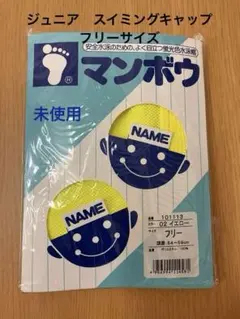 ジュニア　スイミングキャップ
フリーサイズ
安全水泳のための、よく目立つ蛍光色水泳帽
®
マンボウ
未使用
NAME
NAME
101113
02 イエロー
フリー